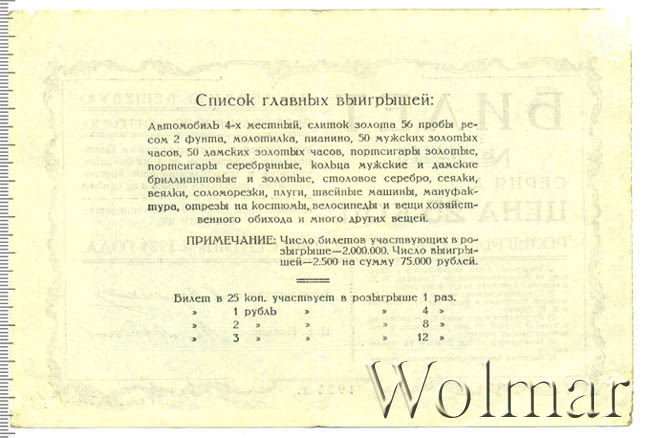 Список главных выигрышей:
Автомобиль 4-х местный, слиток золота 56 пробы ве-
сом 2 фунта, молотилка, пианино, 50 мужских золотых
часов, 50 дамских золотых часов, портсигары золотые,
портсигары серебрянные, кольца мужские и дамские
бриллиантовые и золотые, столовое серебро, сеялки,
веялки, соломорезки, плуги, швейные машины, мануфак-
тура, отрезы на костюмы, велосипеды и вещи хозяйст-
венного обихода и много других вещей.
ПРИМЕЧАНИЕ: Число билетов участвующих в ро-
зыгрыше—2.000.000. Число выигры-
шей—2.500 на сумму 75.000 рублей.
Билет в 25 коп. участвует в розыгрыше 1 раз.
» 1 рубль » » 4 »
» 2 » » » 8 »
» 3 » » » 12 »
Wolmar